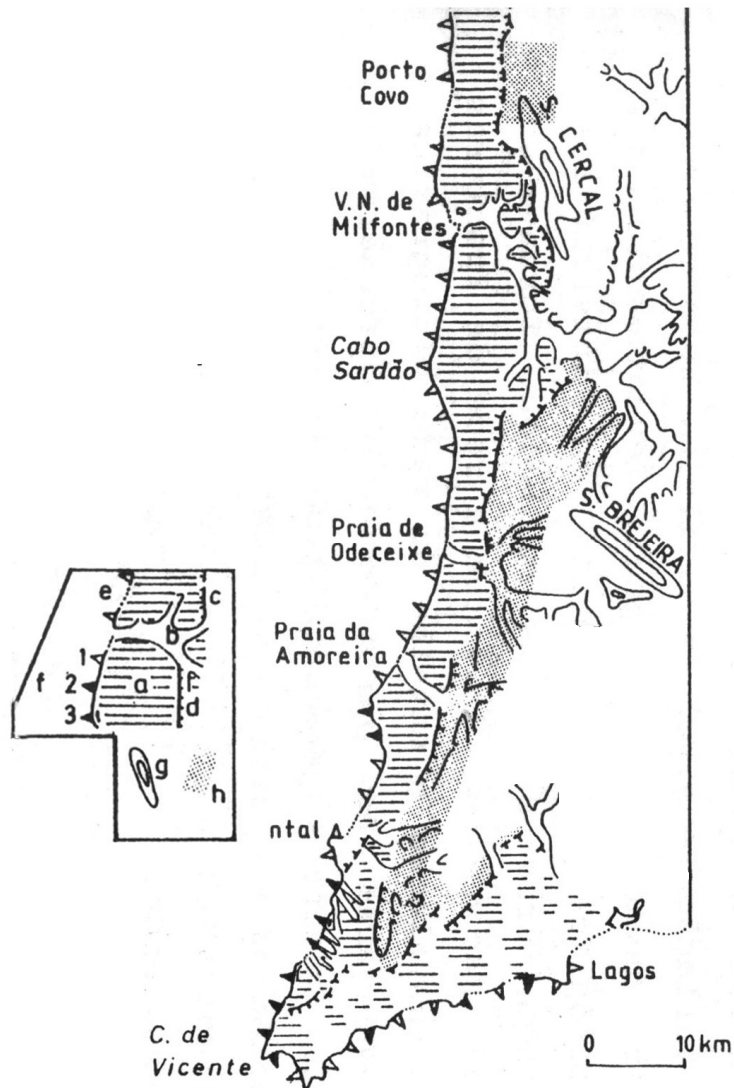 Porto
Covo
S. CERCAL
V.N. de
Milfontes
Cabo
Sardão
Praia de
Odeceixe
S. BREJEIRA
Praia da
Amoreira
e
c
b
1
f
2
a
3
d
g
h
ntal
Lagos
C. de
Vicente
0
10 km